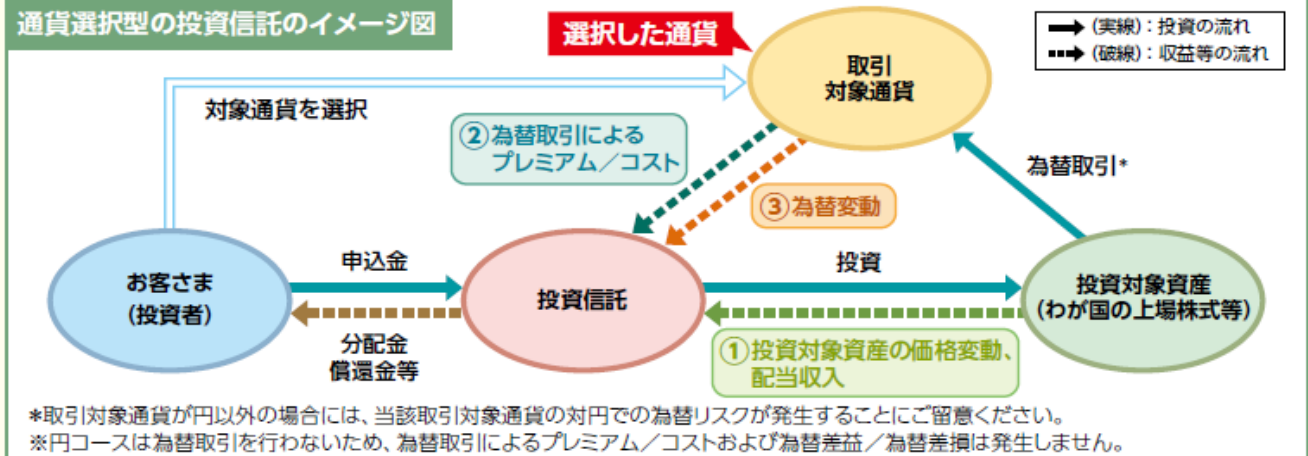 通貨選択型の投資信託のイメージ図
選択した通貨
(実線):投資の流れ
(破線):収益等の流れ
取引
対象通貨
対象通貨を選択
②為替取引による
プレミアム/コスト
為替取引*
③為替変動
お客さま
(投資者)
申込金
分配金
償還金等
投資信託
投資
①投資対象資産の価格変動、
配当収入
投資対象資産
(わが国の上場株式等)
*取引対象通貨が円以外の場合には、当該取引対象通貨の対円での為替リスクが発生することにご留意ください。
※円コースは為替取引を行わないため、為替取引によるプレミアム/コストおよび為替差益/為替差損は発生しません。